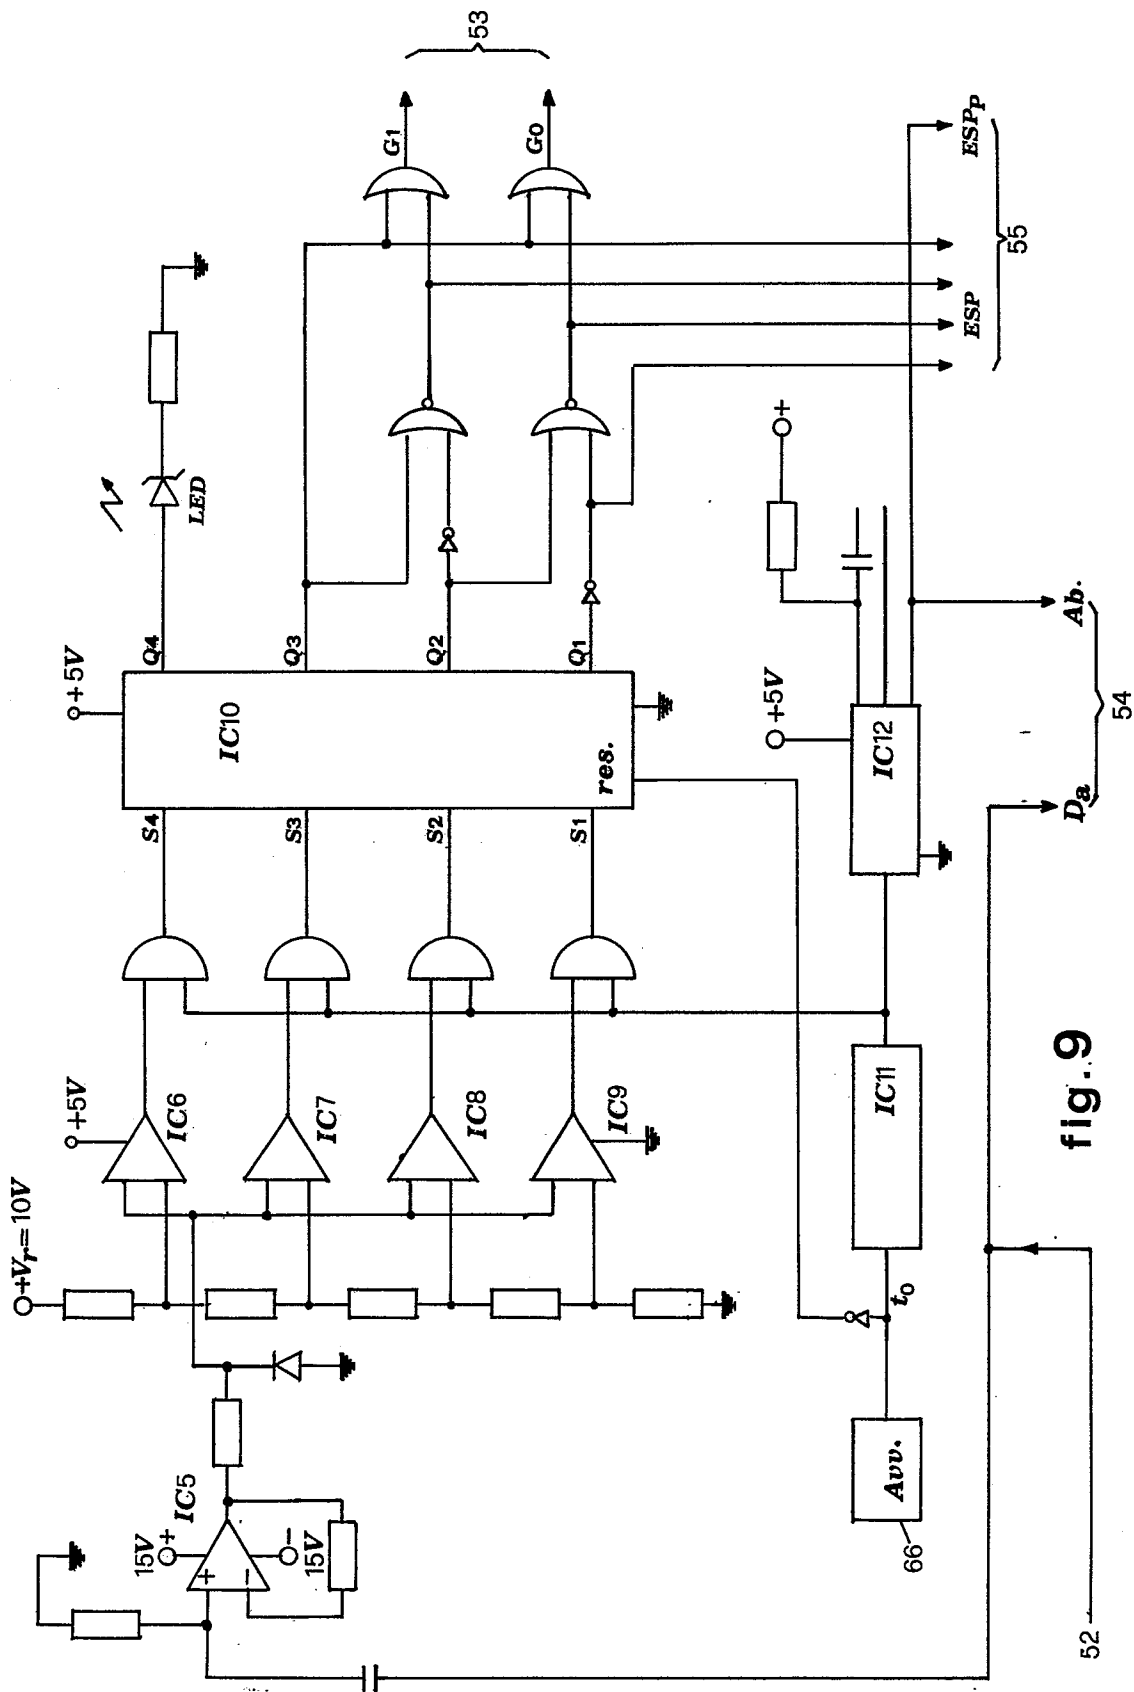 53
G1
G0
ESPP
55
ESP
LED
+
+5V
Q4
Q3
Q2
Q1
IC10
res.
+5V
IC12
Ab.
54
Da
S4
S3
S2
S1
+5V
IC6
IC7
IC8
IC9
IC11
fig.9
+Vr=10V
to
15V
+
IC5
+
−
−
15V
Avv.
66
52